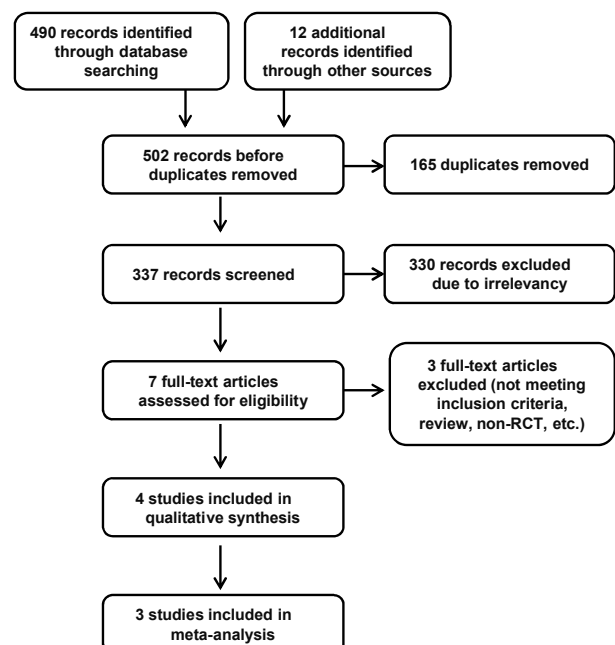 490 records identified
through database
searching
12 additional
records identified
through other sources
502 records before
duplicates removed
165 duplicates removed
337 records screened
330 records excluded
due to irrelevancy
7 full-text articles
assessed for eligibility
3 full-text articles
excluded (not meeting
inclusion criteria,
review, non-RCT, etc.)
4 studies included in
qualitative synthesis
3 studies included in
meta-analysis